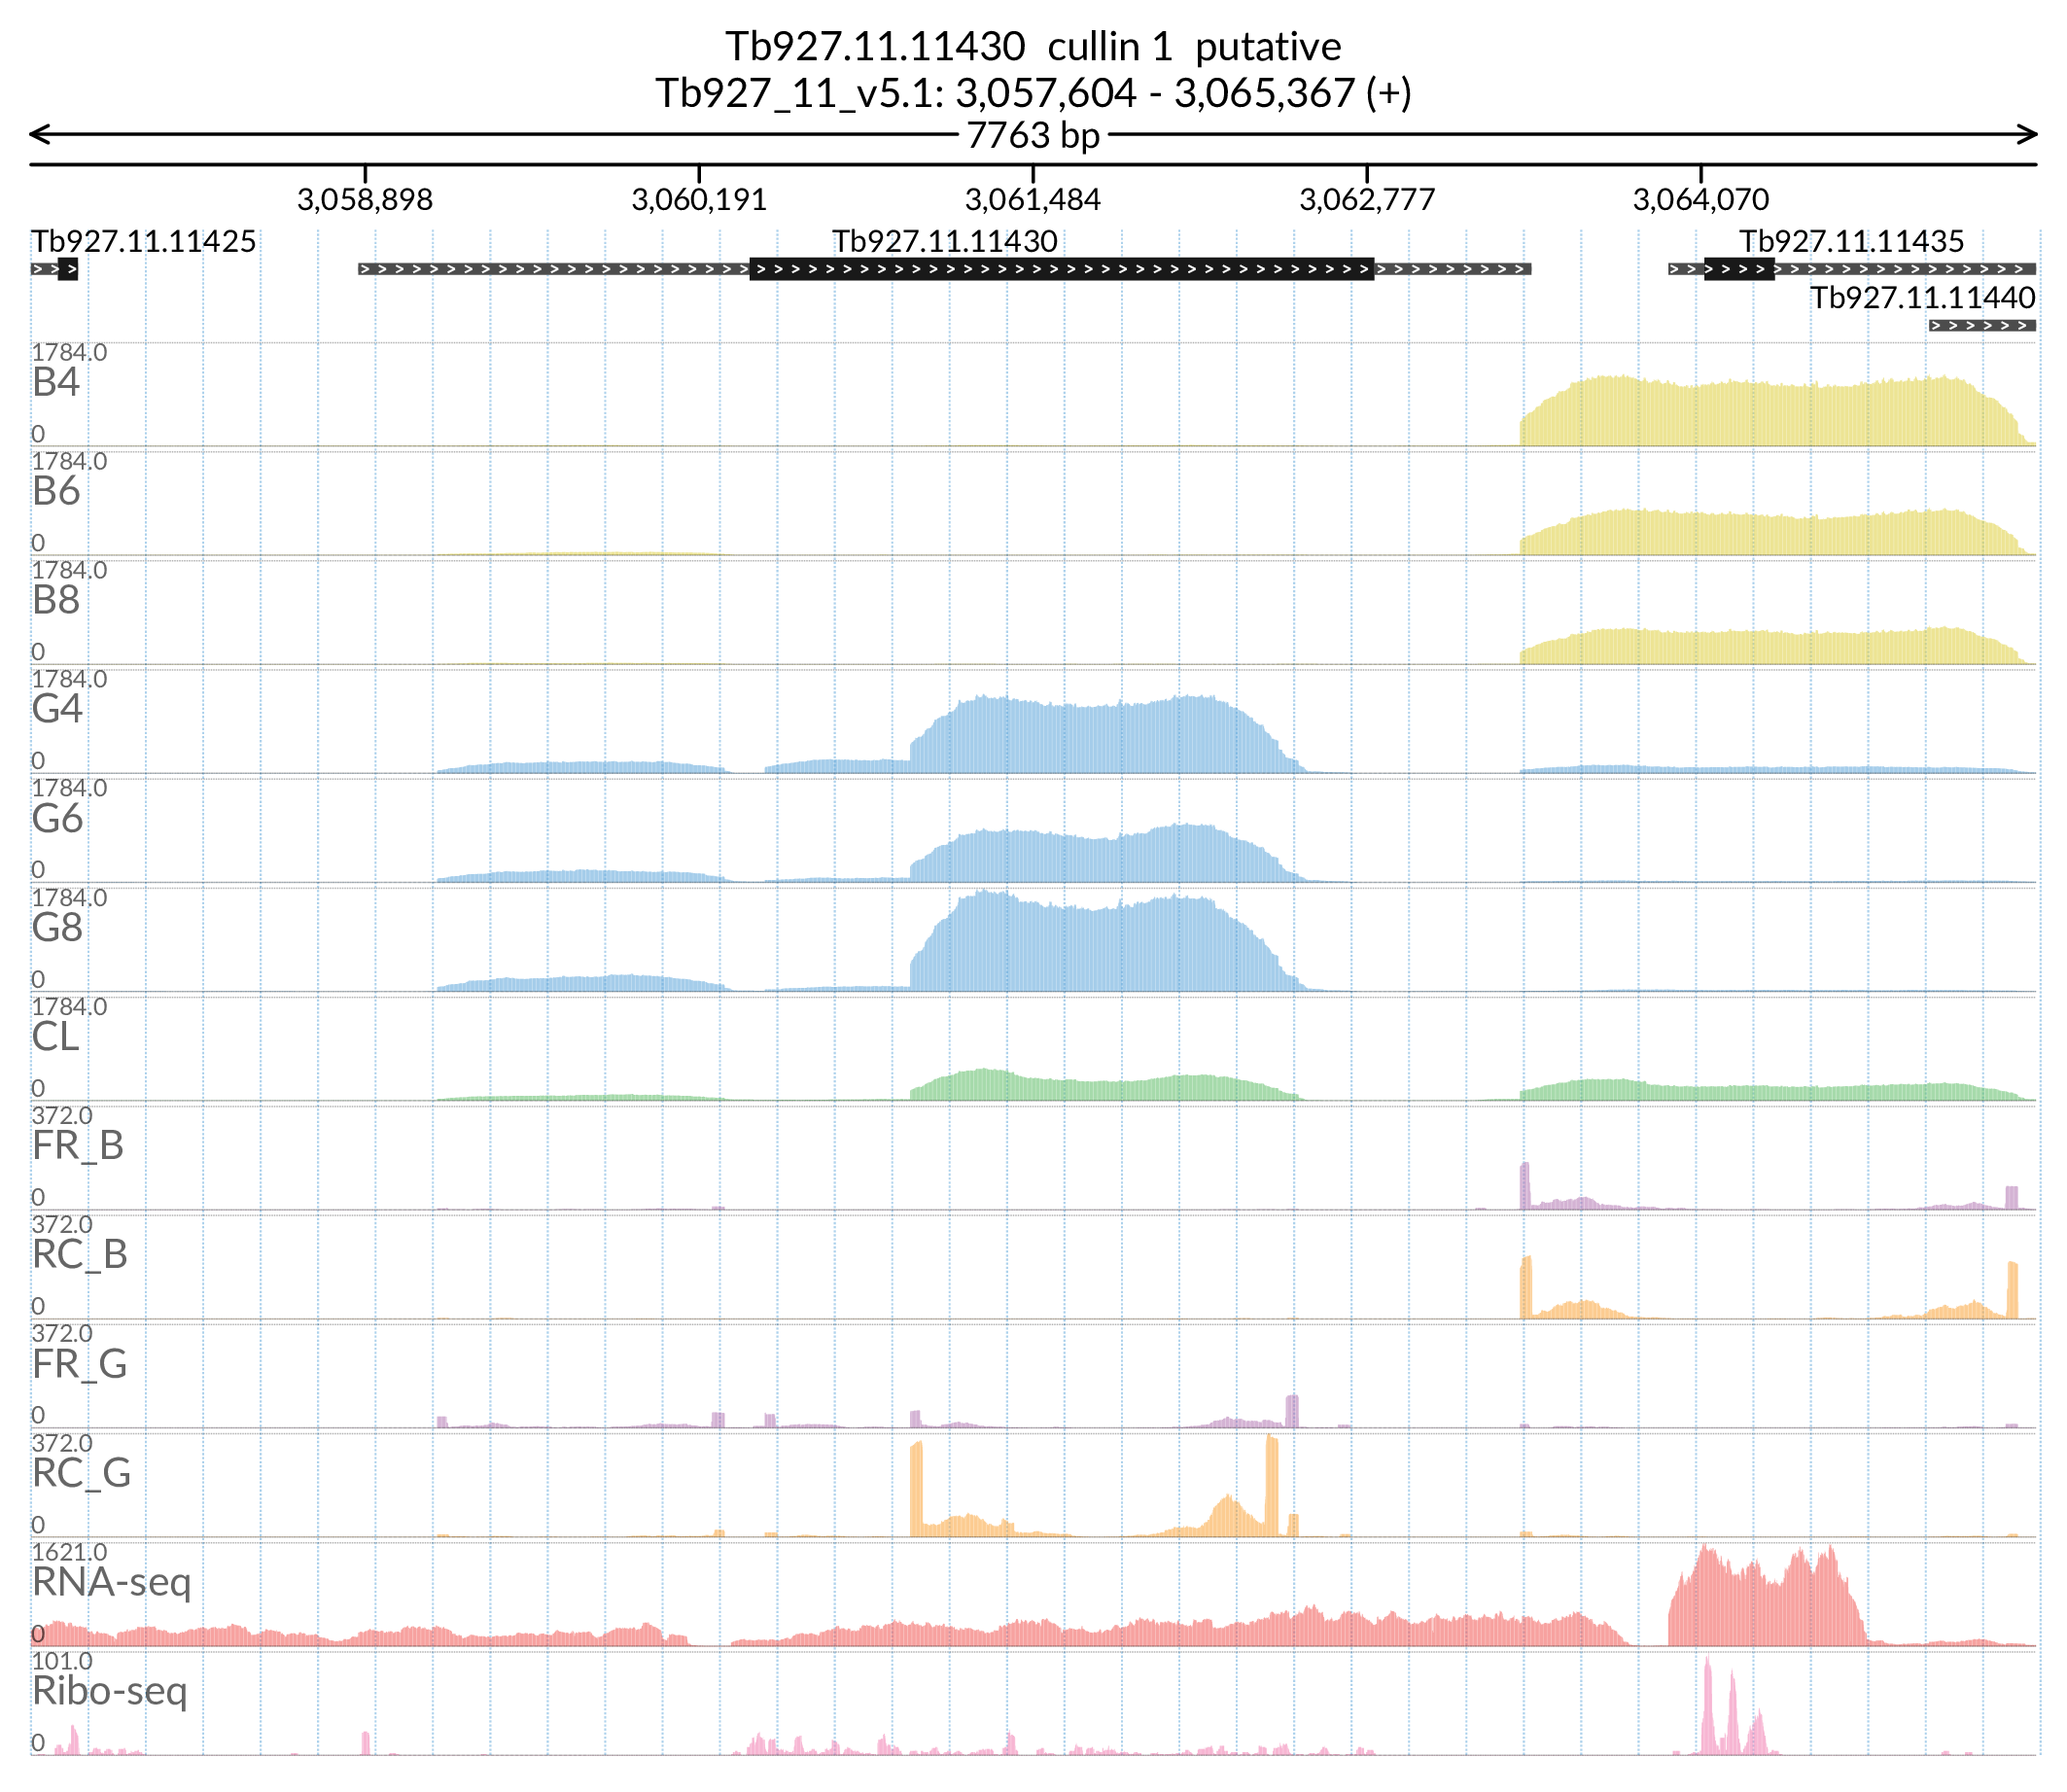 Tb927.11.11430 cullin 1 putative
Tb927_11_v5.1: 3,057,604 - 3,065,367 (+)
7763 bp
3,058,898 3,060,191 3,061,484 3,062,777 3,064,070
Tb927.11.11425 Tb927.11.11430 Tb927.11.11435
Tb927.11.11440
1784.0
B4
0
1784.0
B6
0
1784.0
B8
0
1784.0
G4
0
1784.0
G6
0
1784.0
G8
0
1784.0
CL
0
372.0
FR_B
0
372.0
RC_B
0
372.0
FR_G
0
372.0
RC_G
0
1621.0
RNA-seq
0
101.0
Ribo-seq
0